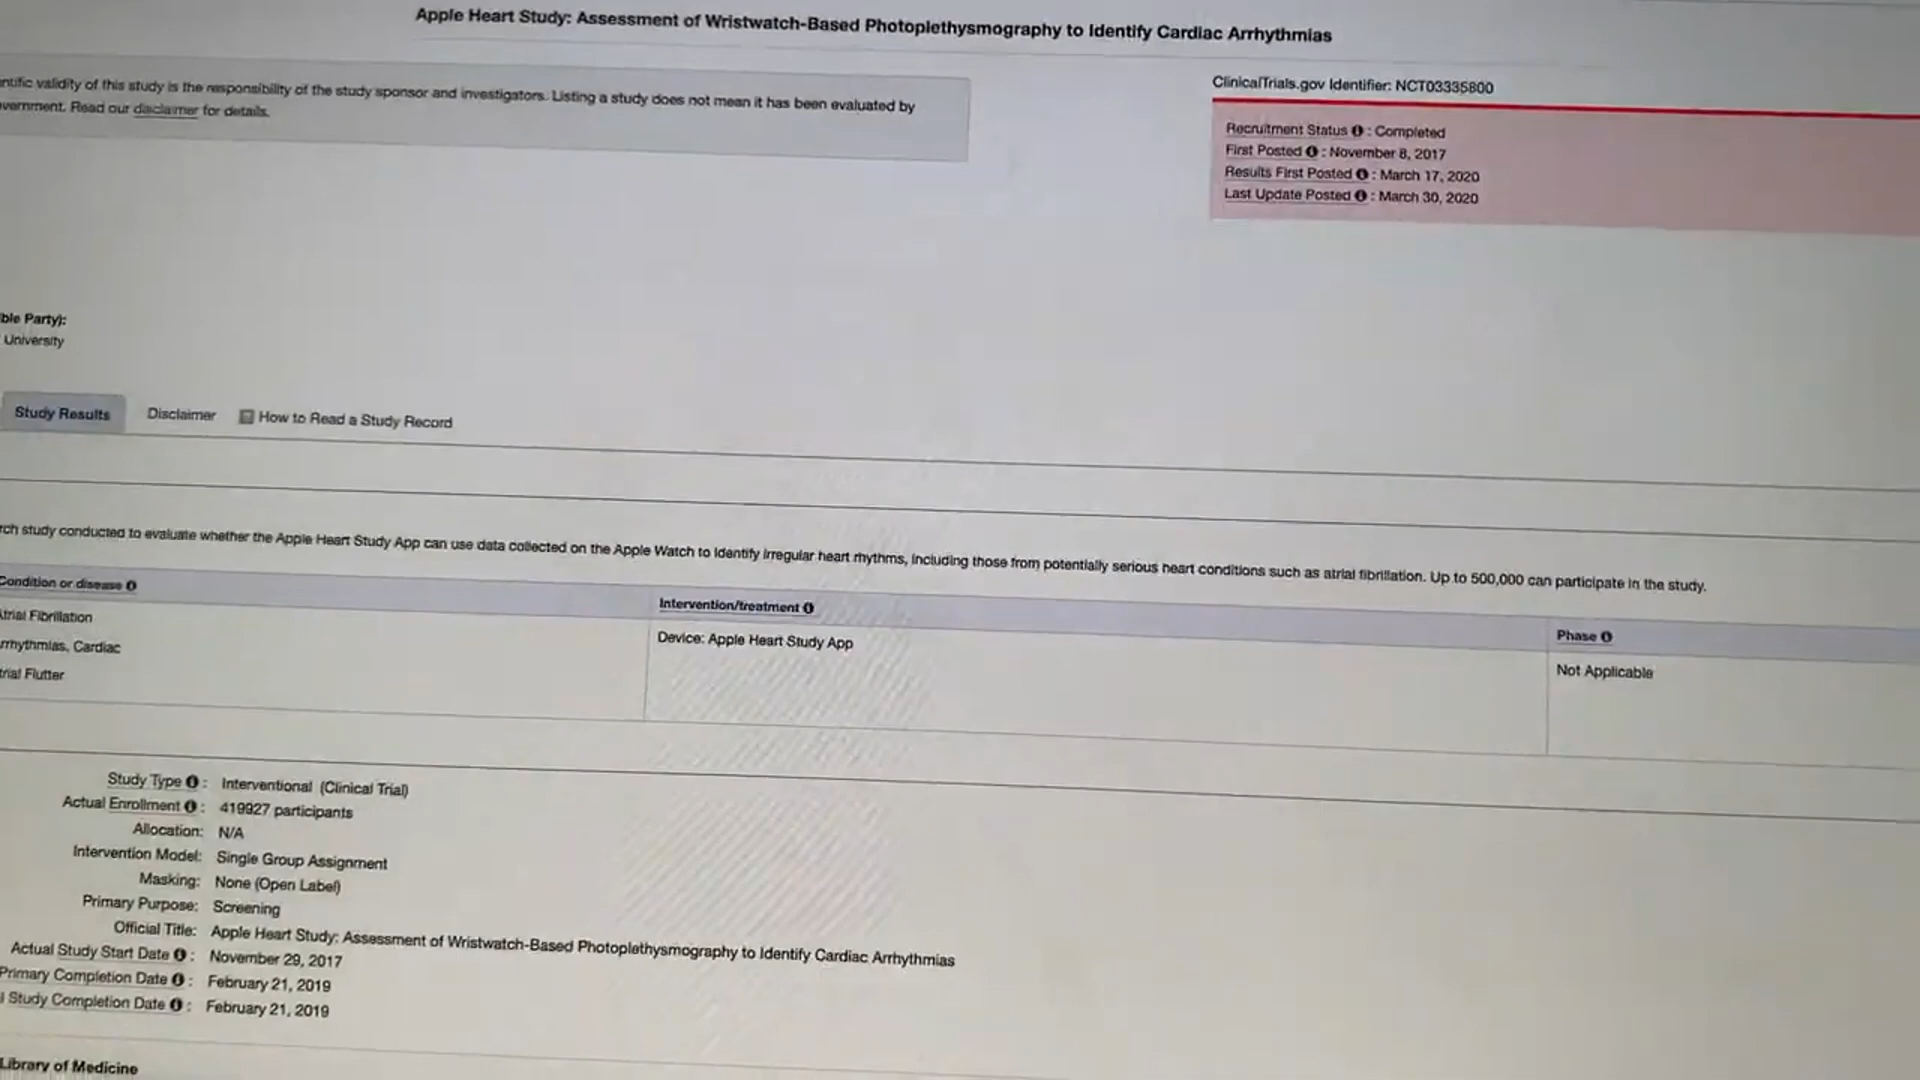 Apple Heart Study: Assessment of Wristwatch-Based Photoplethysmography to Identify Cardiac Arrhythmias
ntific validity of this study is the responsibility of the study sponsor and investigators. Listing a study does not mean it has been evaluated by
vernment. Read our disclaimer for details.
ClinicalTrials.gov Identifier: NCT03335800
Recruitment Status : Completed
First Posted : November 8, 2017
Results First Posted : March 17, 2020
Last Update Posted : March 30, 2020
ble Party):
University
Study Results
Disclaimer
How to Read a Study Record
rch study conducted to evaluate whether the Apple Heart Study App can use data collected on the Apple Watch to identify irregular heart rhythms, including those from potentially serious heart conditions such as atrial fibrillation. Up to 500,000 can participate in the study.
Condition or disease
Intervention/treatment
Phase
Atrial Fibrillation
rrhythmias, Cardiac
trial Flutter
Device: Apple Heart Study App
Not Applicable
Study Type : Interventional (Clinical Trial)
Actual Enrollment : 419927 participants
Allocation: N/A
Intervention Model: Single Group Assignment
Masking: None (Open Label)
Primary Purpose: Screening
Official Title: Apple Heart Study: Assessment of Wristwatch-Based Photoplethysmography to Identify Cardiac Arrhythmias
Actual Study Start Date : November 29, 2017
Primary Completion Date : February 21, 2019
l Study Completion Date : February 21, 2019
Library of Medicine